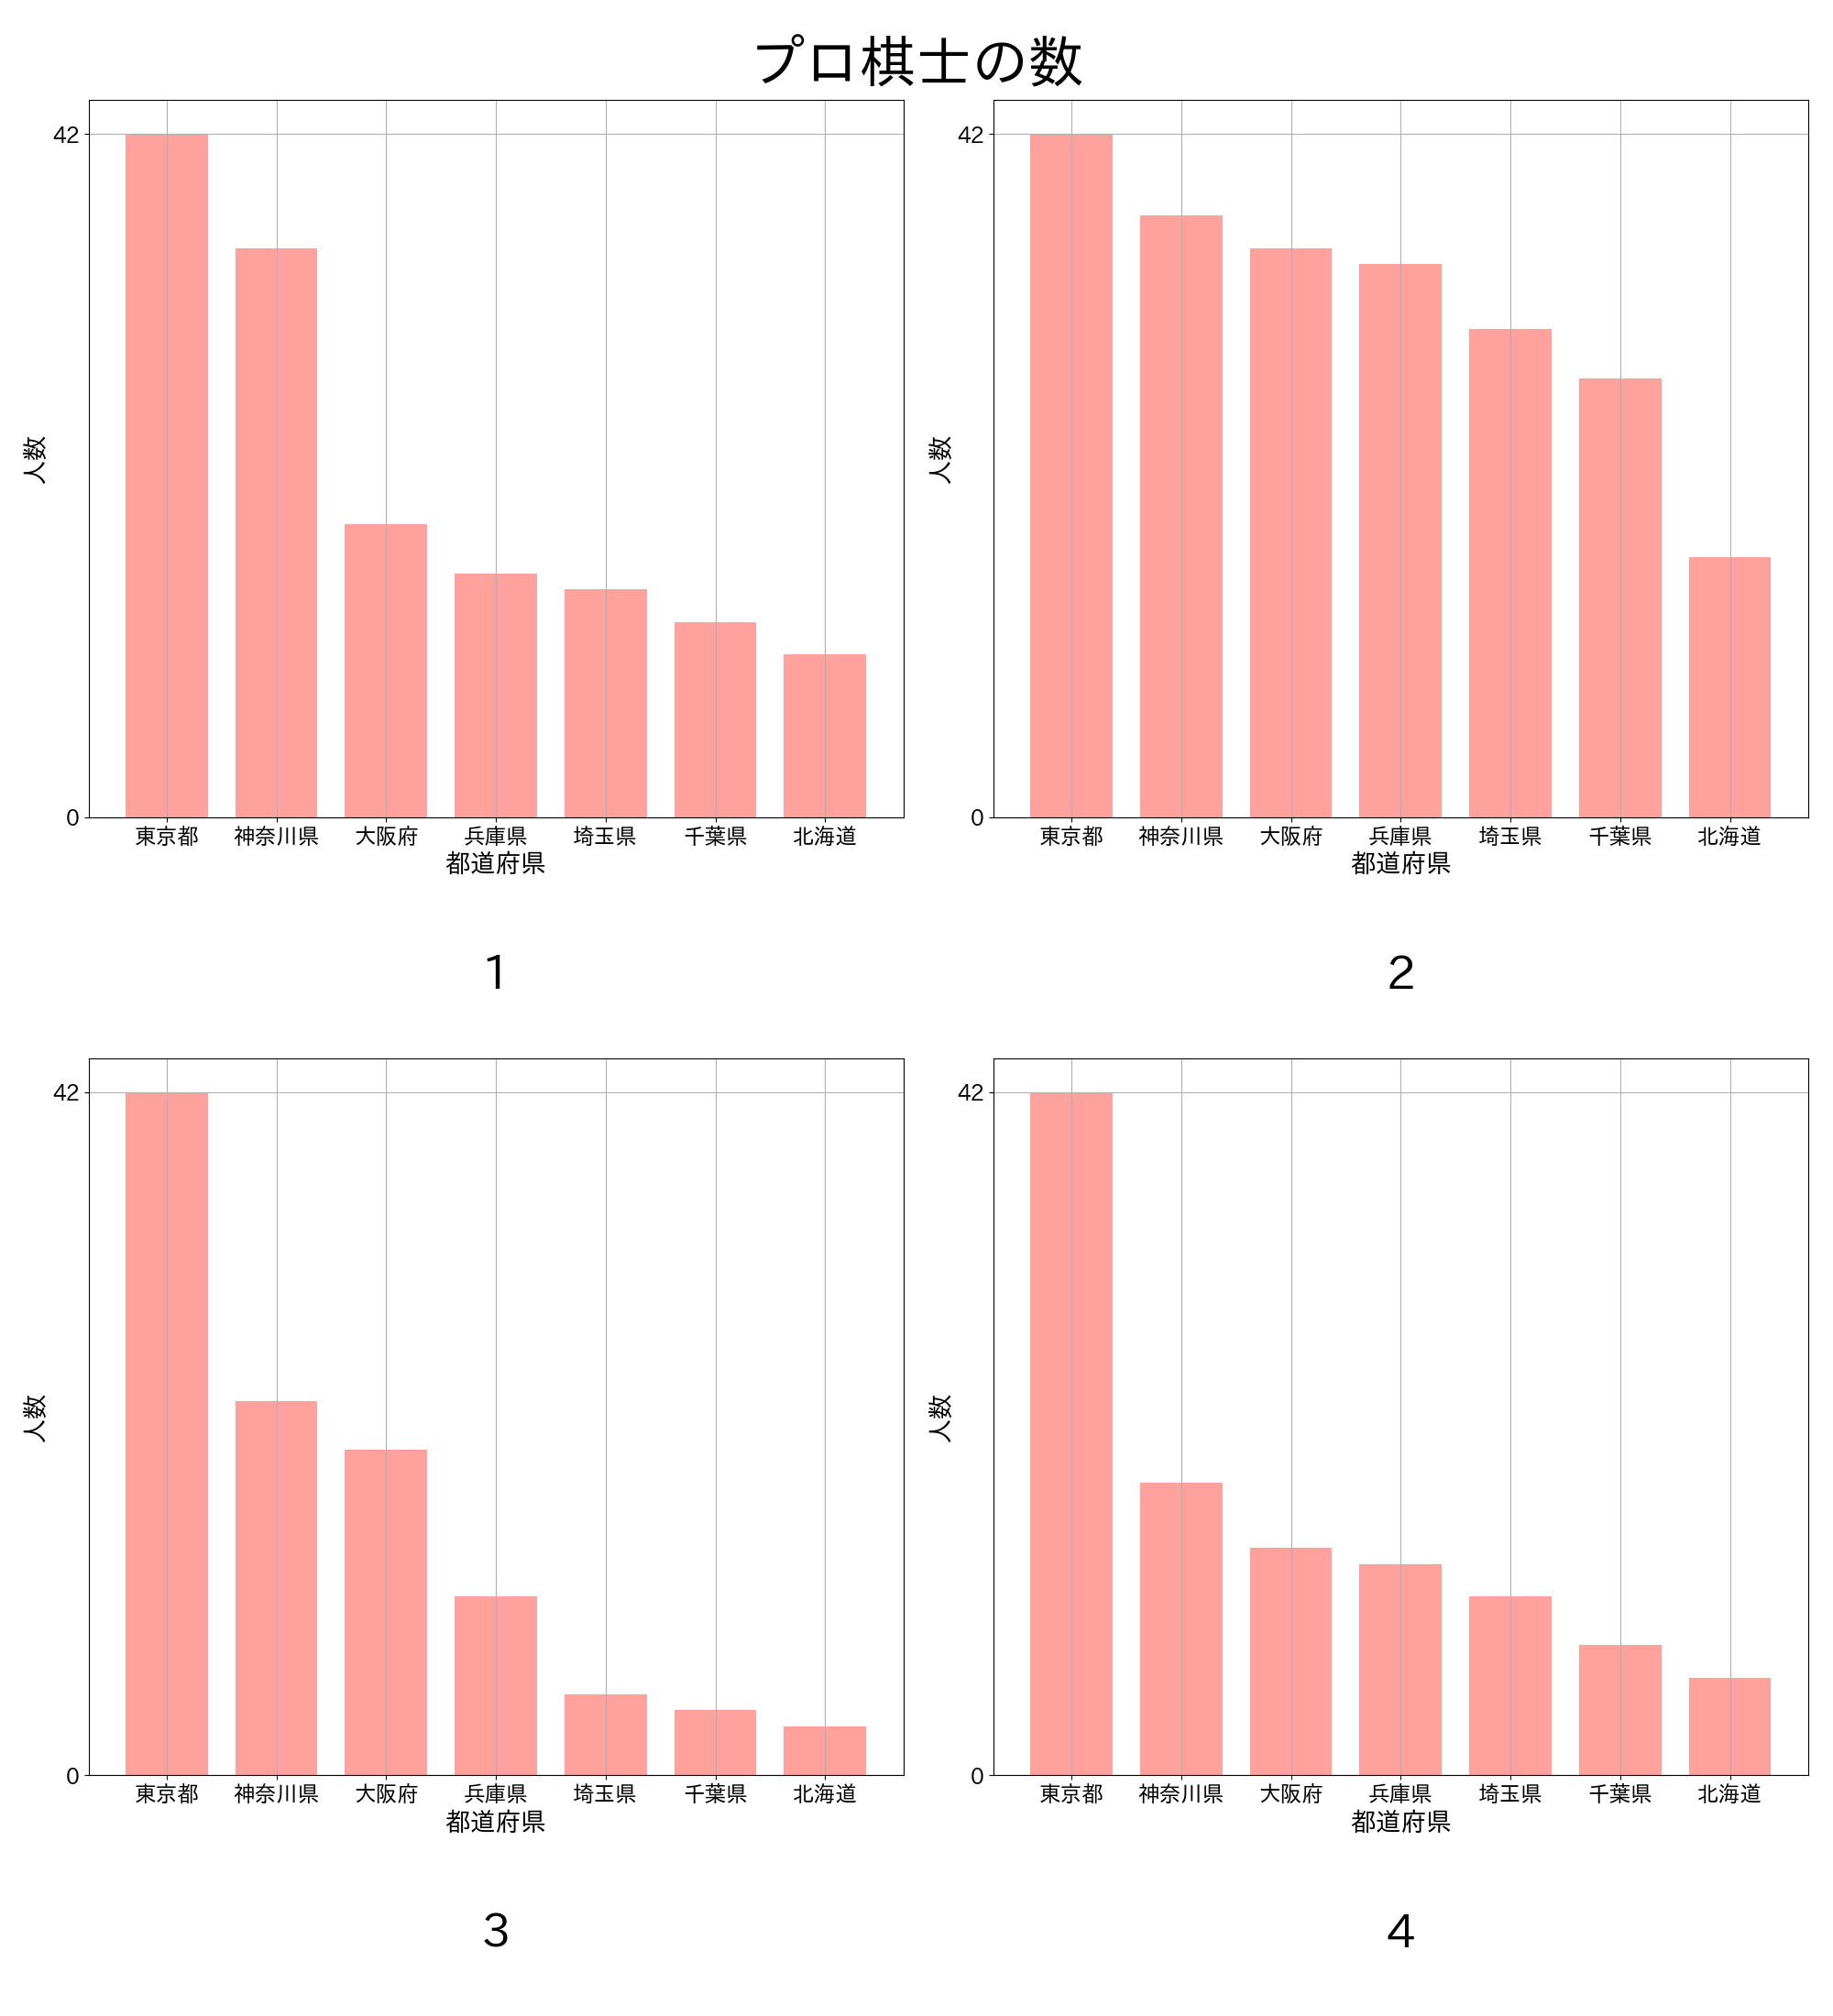 プロ棋士の数
42
人数
0
東京都 神奈川県 大阪府 兵庫県 埼玉県 千葉県 北海道
都道府県
1
42
人数
0
東京都 神奈川県 大阪府 兵庫県 埼玉県 千葉県 北海道
都道府県
2
42
人数
0
東京都 神奈川県 大阪府 兵庫県 埼玉県 千葉県 北海道
都道府県
3
42
人数
0
東京都 神奈川県 大阪府 兵庫県 埼玉県 千葉県 北海道
都道府県
4